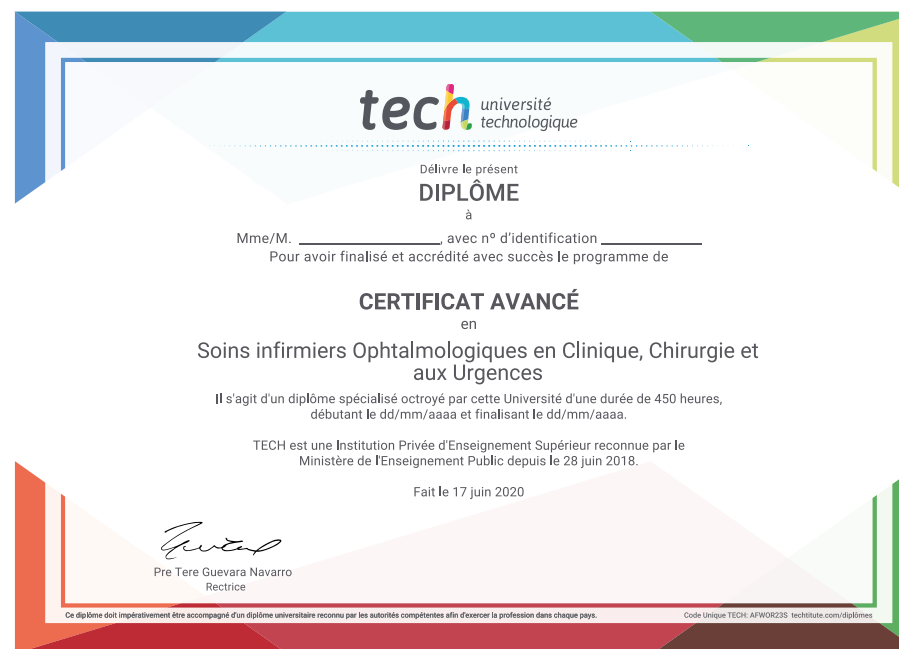 tech université
technologique
Délivre le présent
DIPLÔME
à
Mme/M. ____________________, avec nº d'identification ______________
Pour avoir finalisé et accrédité avec succès le programme de
CERTIFICAT AVANCÉ
en
Soins infirmiers Ophtalmologiques en Clinique, Chirurgie et
aux Urgences
Il s'agit d'un diplôme spécialisé octroyé par cette Université d'une durée de 450 heures,
débutant le dd/mm/aaaa et finalisant le dd/mm/aaaa.
TECH est une Institution Privée d'Enseignement Supérieur reconnue par le
Ministère de l'Enseignement Public depuis le 28 juin 2018.
Fait le 17 juin 2020
Pre Tere Guevara Navarro
Rectrice
Ce diplôme doit impérativement être accompagné d'un diplôme universitaire reconnu par les autorités compétentes afin d'exercer la profession dans chaque pays.
Code Unique TECH: AFWOR23S techtitute.com/diplômes